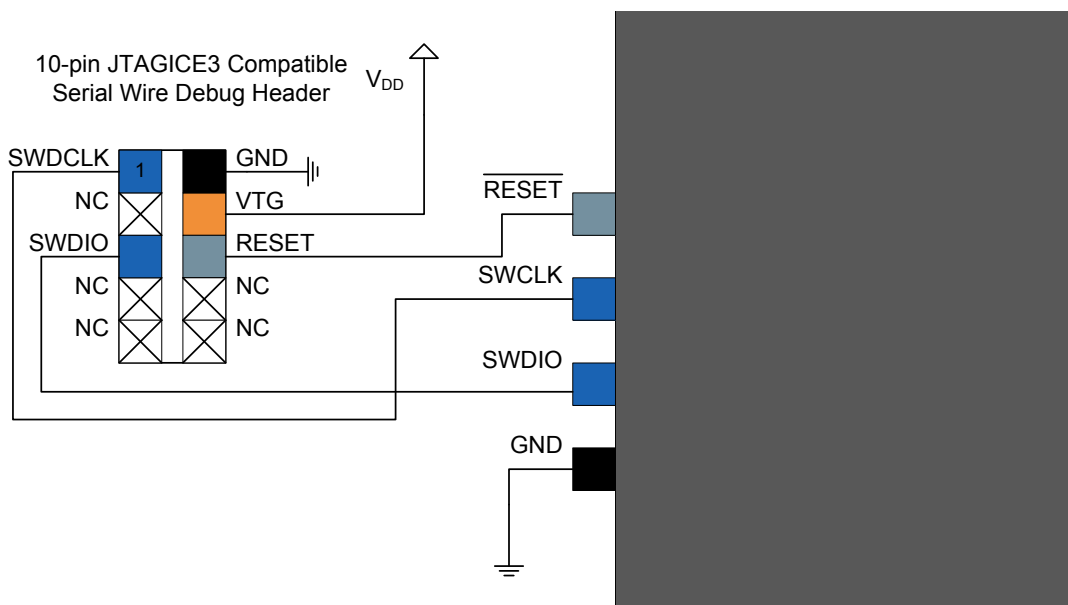 10-pin JTAGICE3 Compatible
Serial Wire Debug Header
VDD
SWDCLK
1
GND
NC
VTG
SWDIO
RESET
NC
NC
NC
NC
RESET
SWCLK
SWDIO
GND